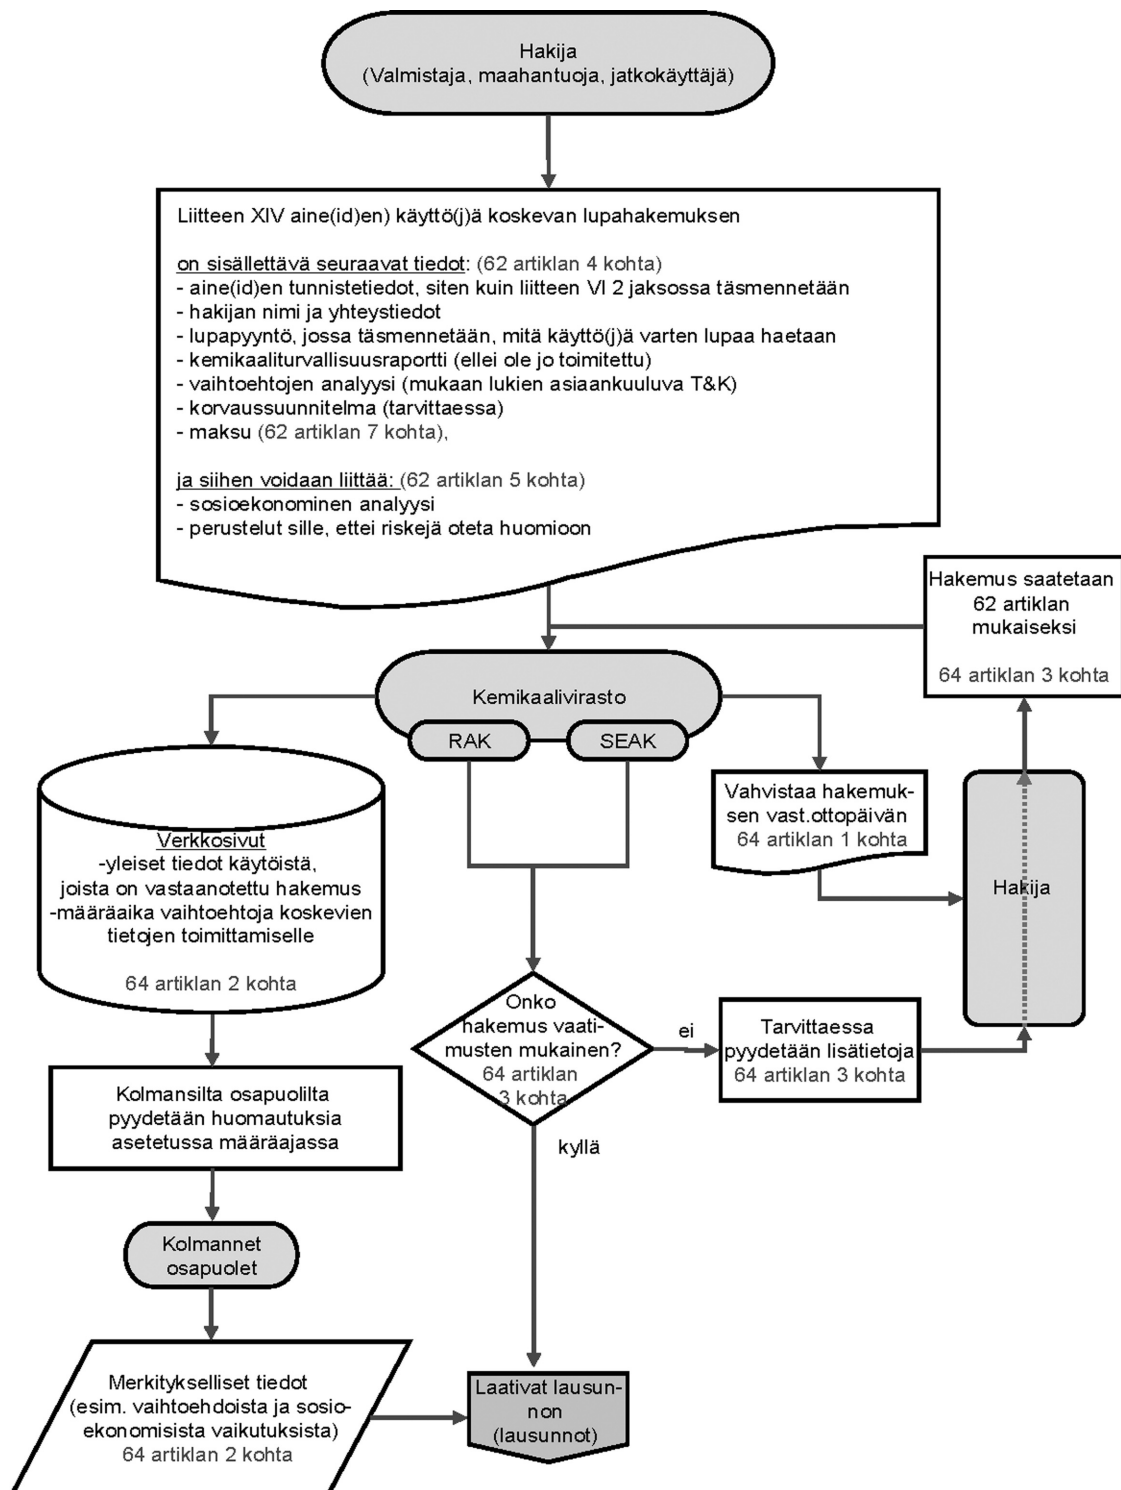 Hakija
(Valmistaja, maahantuoja, jatkokäyttäjä)
Liitteen XIV aine(id)en) käyttö(j)ä koskevan lupahakemuksen
on sisällettävä seuraavat tiedot: (62 artiklan 4 kohta)
- aine(id)en tunnistetiedot, siten kuin liitteen VI 2 jaksossa täsmennetään
- hakijan nimi ja yhteystiedot
- lupapyyntö, jossa täsmennetään, mitä käyttö(j)ä varten lupaa haetaan
- kemikaaliturvallisuusraportti (ellei ole jo toimitettu)
- vaihtoehtojen analyysi (mukaan lukien asiaankuuluva T&K)
- korvaussuunnitelma (tarvittaessa)
- maksu (62 artiklan 7 kohta),
ja siihen voidaan liittää: (62 artiklan 5 kohta)
- sosioekonominen analyysi
- perustelut sille, ettei riskejä oteta huomioon
Hakemus saatetaan
62 artiklan
mukaiseksi
64 artiklan 3 kohta
Kemikaalivirasto
RAK
SEAK
Vahvistaa hakemuk-
sen vast.ottopäivän
64 artiklan 1 kohta
Hakija
Verkkosivut
-yleiset tiedot käytöistä,
joista on vastaanotettu hakemus
-määräaika vaihtoehtoja koskevien
tietojen toimittamiselle
64 artiklan 2 kohta
Onko
hakemus vaati-
musten mukainen?
64 artiklan
3 kohta
ei
Tarvittaessa
pyydetään lisätietoja
64 artiklan 3 kohta
kyllä
Kolmansilta osapuolilta
pyydetään huomautuksia
asetetussa määräajassa
Kolmannet
osapuolet
Merkitykselliset tiedot
(esim. vaihtoehdoista ja sosio-
ekonomisista vaikutuksista)
64 artiklan 2 kohta
Laativat lausun-
non
(lausunnot)